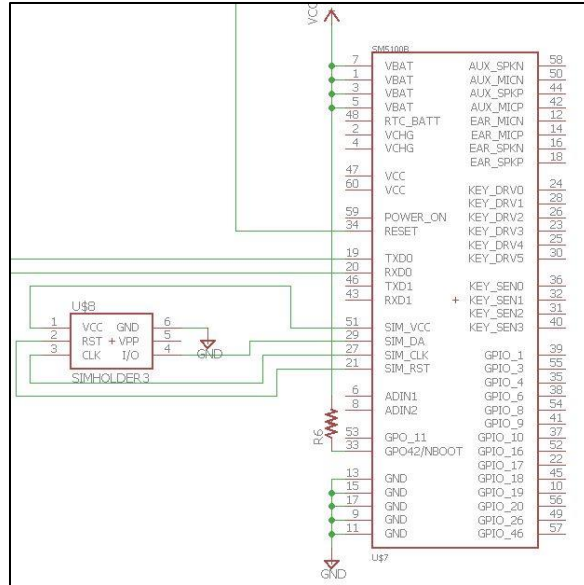 VCC
SM5100B
7 VBAT AUX_SPKN 58
1 VBAT AUX_MICN 50
3 VBAT AUX_SPKP 44
5 VBAT AUX_MICP 42
48 RTC_BATT EAR_MICN 12
2 VCHG EAR_MICP 14
4 VCHG EAR_SPKN 16
EAR_SPKP 18
47 VCC
60 VCC KEY_DRV0 24
KEY_DRV1 28
59 POWER_ON KEY_DRV2 26
34 RESET KEY_DRV3 23
KEY_DRV4 25
19 TXD0 KEY_DRV5 30
20 RXD0
46 TXD1 KEY_SEN0 36
43 RXD1 + KEY_SEN1 32
KEY_SEN2 31
51 SIM_VCC KEY_SEN3 40
29 SIM_DA
27 SIM_CLK GPIO_1 39
21 SIM_RST GPIO_3 55
GPIO_4 35
6 ADIN1 GPIO_6 38
8 ADIN2 GPIO_8 54
GPIO_9 41
53 GPO_11 GPIO_10 37
33 GPO42/NBOOT GPIO_16 52
GPIO_17 22
13 GND GPIO_18 45
15 GND GPIO_19 10
17 GND GPIO_20 56
9 GND GPIO_26 49
11 GND GPIO_46 57
U$7
U$8
1 VCC GND 6
2 RST + VPP 5
3 CLK I/O 4
SIMHOLDER3
GND
R6
GND